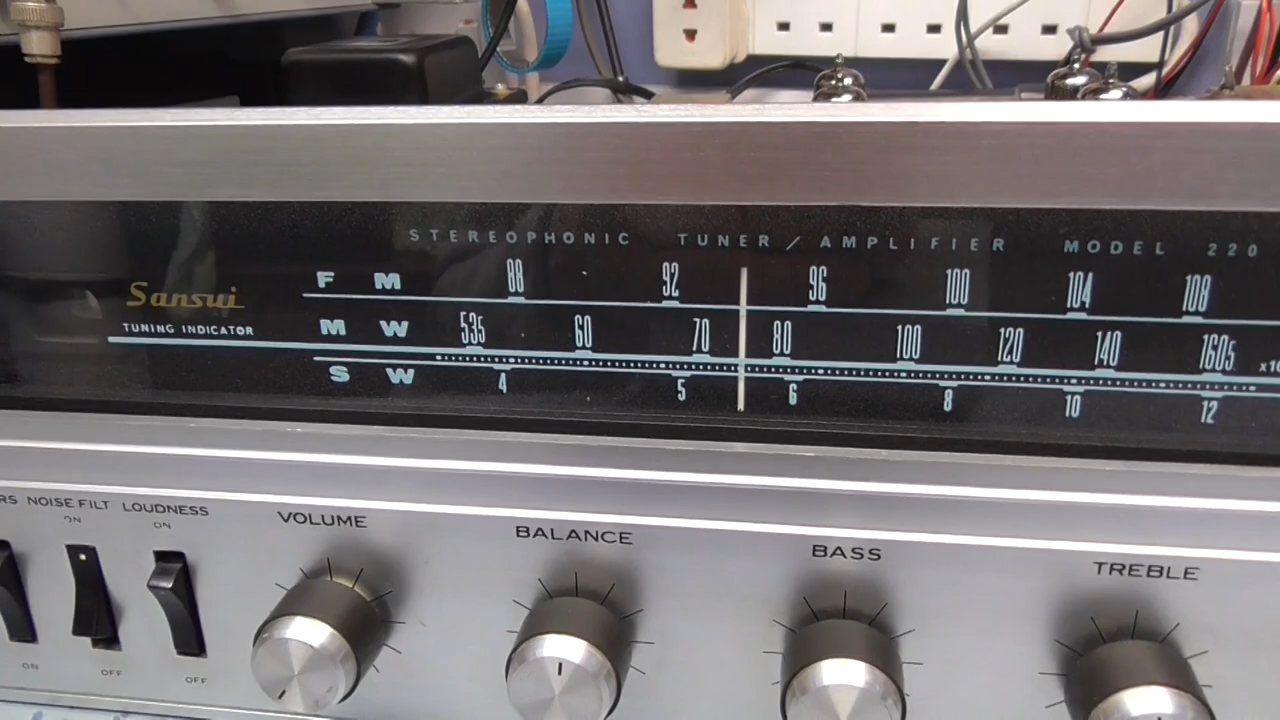 STEREOPHONIC TUNER / AMPLIFIER MODEL 220
FM 88 92 96 100 104 108
Sansui
TUNING INDICATOR
MW 535 60 70 80 100 120 140 1605
SW 4 5 6 8 10 12
NOISE FILT LOUDNESS VOLUME BALANCE BASS TREBLE
ON ON
ON OFF OFF